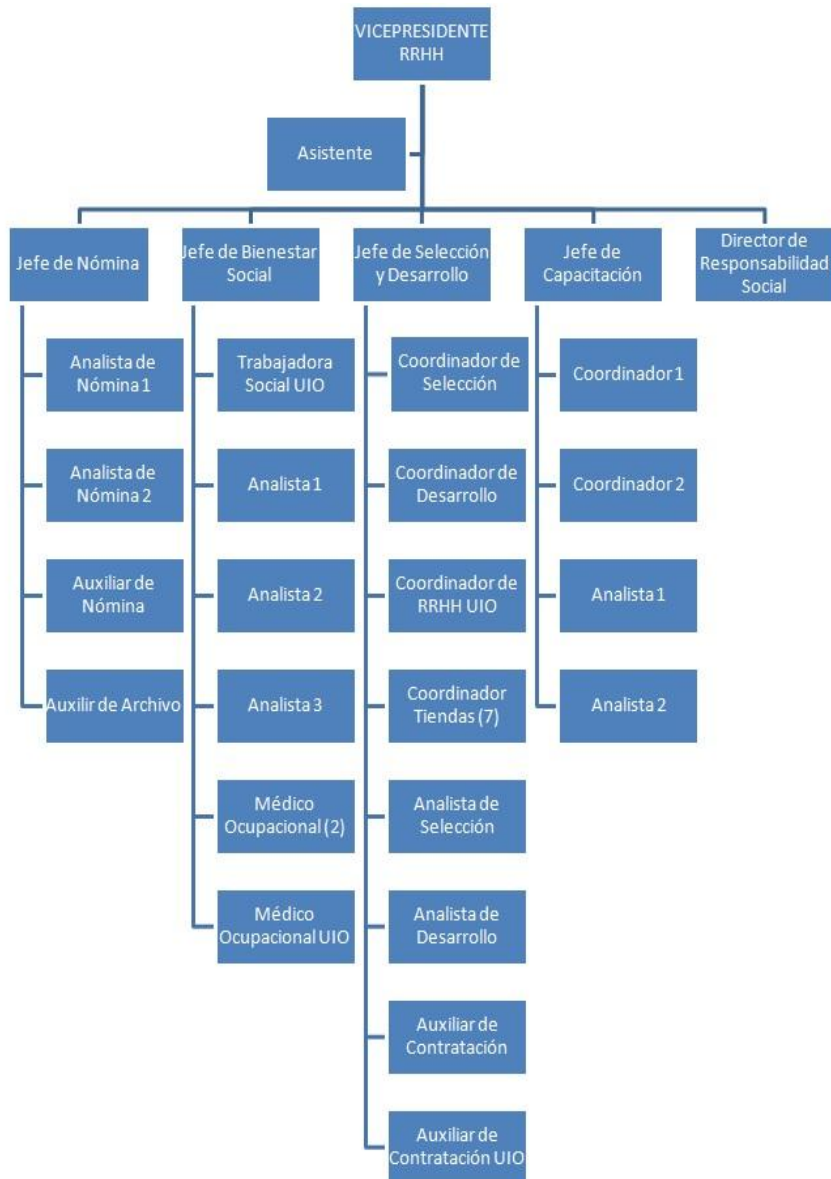 VICEPRESIDENTE
RRHH
Asistente
Jefe de Nómina
Jefe de Bienestar
Social
Jefe de Selección
y Desarrollo
Jefe de
Capacitación
Director de
Responsabilidad
Social
Analista de
Nómina 1
Analista de
Nómina 2
Auxiliar de
Nómina
Auxilir de Archivo
Trabajadora
Social UIO
Analista 1
Analista 2
Analista 3
Médico
Ocupacional (2)
Médico
Ocupacional UIO
Coordinador de
Selección
Coordinador de
Desarrollo
Coordinador de
RRHH UIO
Coordinador
Tiendas (7)
Analista de
Selección
Analista de
Desarrollo
Auxiliar de
Contratación
Auxiliar de
Contratación UIO
Coordinador 1
Coordinador 2
Analista 1
Analista 2